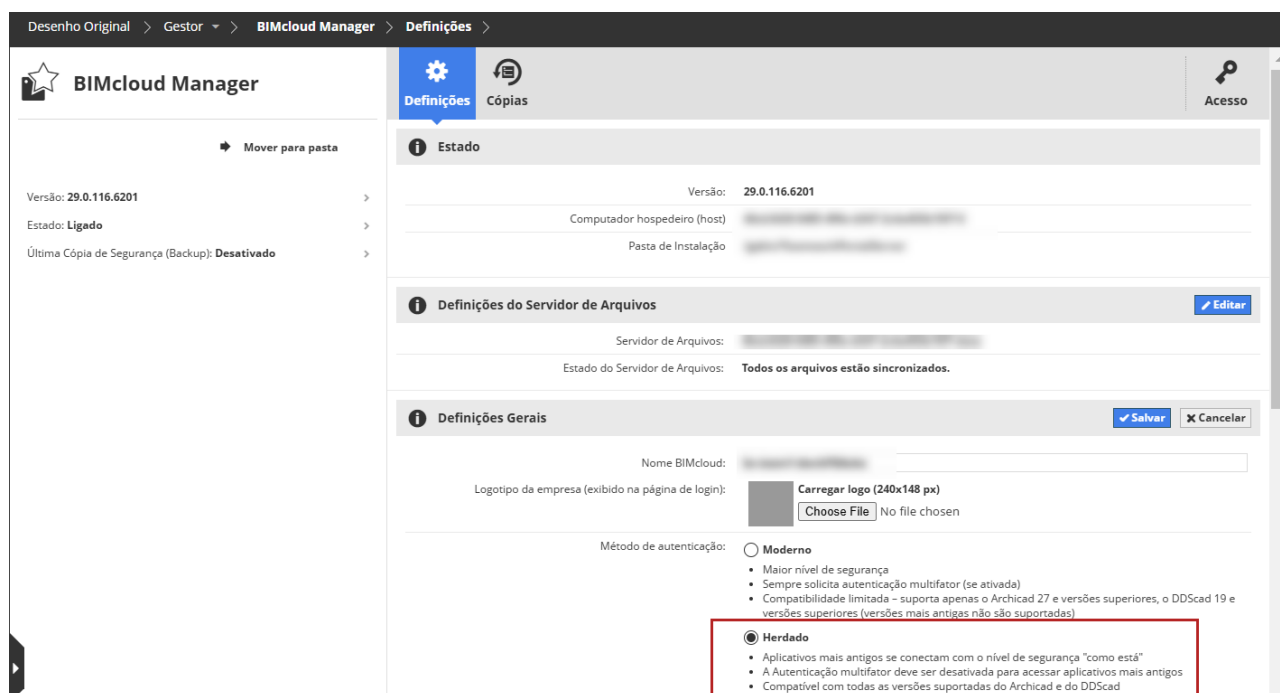 Desenho Original > Gestor > BIMcloud Manager > Definições >
BIMcloud Manager
Mover para pasta
Versão: 29.0.116.6201
Estado: Ligado
Última Cópia de Segurança (Backup): Desativado
Definições
Cópias
Acesso
Estado
Versão: 29.0.116.6201
Computador hospedeiro (host)
Pasta de Instalação
Definições do Servidor de Arquivos
Editar
Servidor de Arquivos:
Estado do Servidor de Arquivos: Todos os arquivos estão sincronizados.
Definições Gerais
Salvar
Cancelar
Nome BIMcloud:
Logotipo da empresa (exibido na página de login):
Carregar logo (240x148 px)
Choose File No file chosen
Método de autenticação:
Moderno
• Maior nível de segurança
• Sempre solicita autenticação multifator (se ativada)
• Compatibilidade limitada – suporta apenas o Archicad 27 e versões superiores, o DDScad 19 e
versões superiores (versões mais antigas não são suportadas)
Herdado
• Aplicativos mais antigos se conectam com o nível de segurança "como está"
• A Autenticação multifator deve ser desativada para acessar aplicativos mais antigos
• Compatível com todas as versões suportadas do Archicad e do DDScad